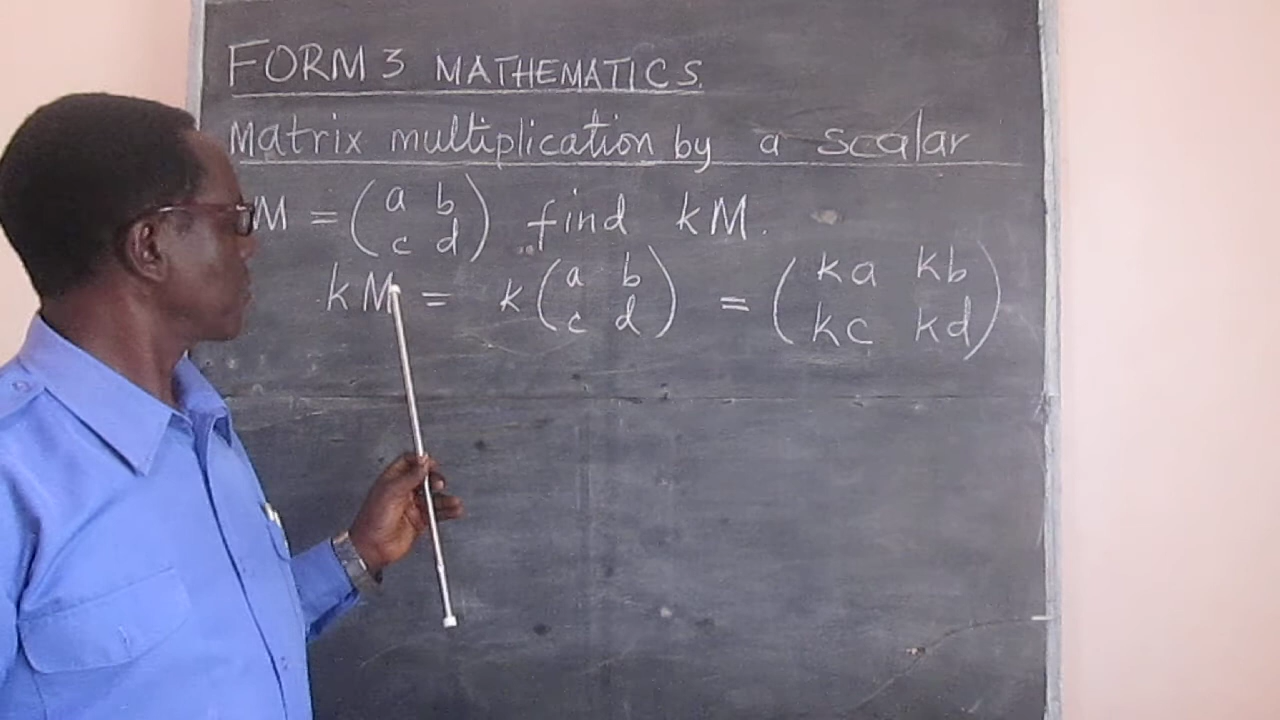 FORM 3 MATHEMATICS
Matrix multiplication by a scalar
M = ( a b
c d ) find kM.
kM = k ( a b
c d ) = ( ka kb
kc kd )